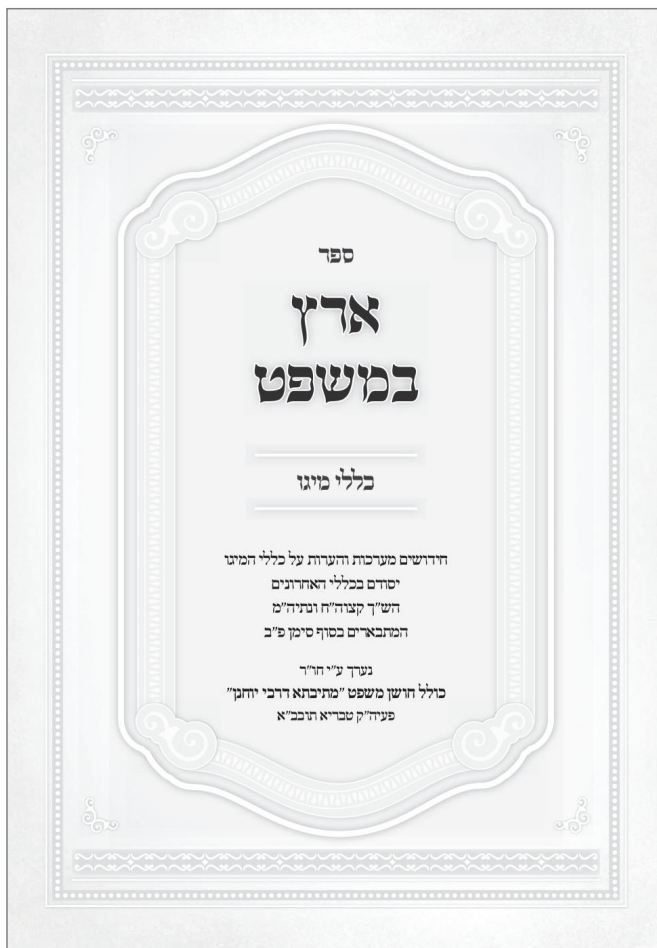 ספר
ארץ
במשפט
כללי מיגו
חידושים מערכות והערות על כללי המיגו
יסודם בכללי האחרונים
הש"ך קצוה"ח ונתיה"מ
המתבארים בסוף סימן פ"ב
נערך ע"י חו"ר
כולל חושן משפט "מתיבתא דרבי יוחנן"
פעיה"ק טבריא תובב"א